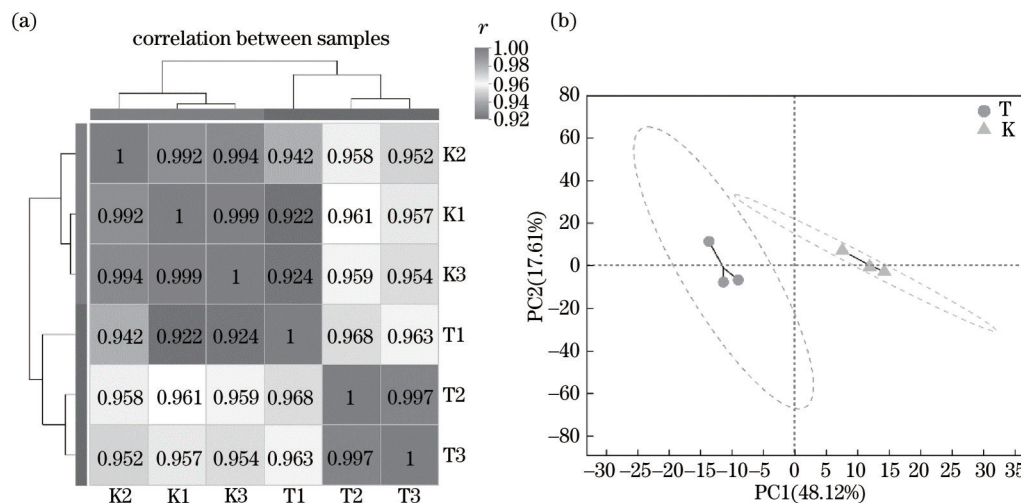 (a)
correlation between samples
r
1.00
0.98
0.96
0.94
0.92
1 0.992 0.994 0.942 0.958 0.952 K2
0.992 1 0.999 0.922 0.961 0.957 K1
0.994 0.999 1 0.924 0.959 0.954 K3
0.942 0.922 0.924 1 0.968 0.963 T1
0.958 0.961 0.959 0.968 1 0.997 T2
0.952 0.957 0.954 0.963 0.997 1 T3
K2 K1 K3 T1 T2 T3
(b)
T
K
80
60
40
20
0
−20
−40
−60
−80
PC2(17.61%)
−30 −25 −20 −15 −10 −5 0 5 10 15 20 25 30 35
PC1(48.12%)